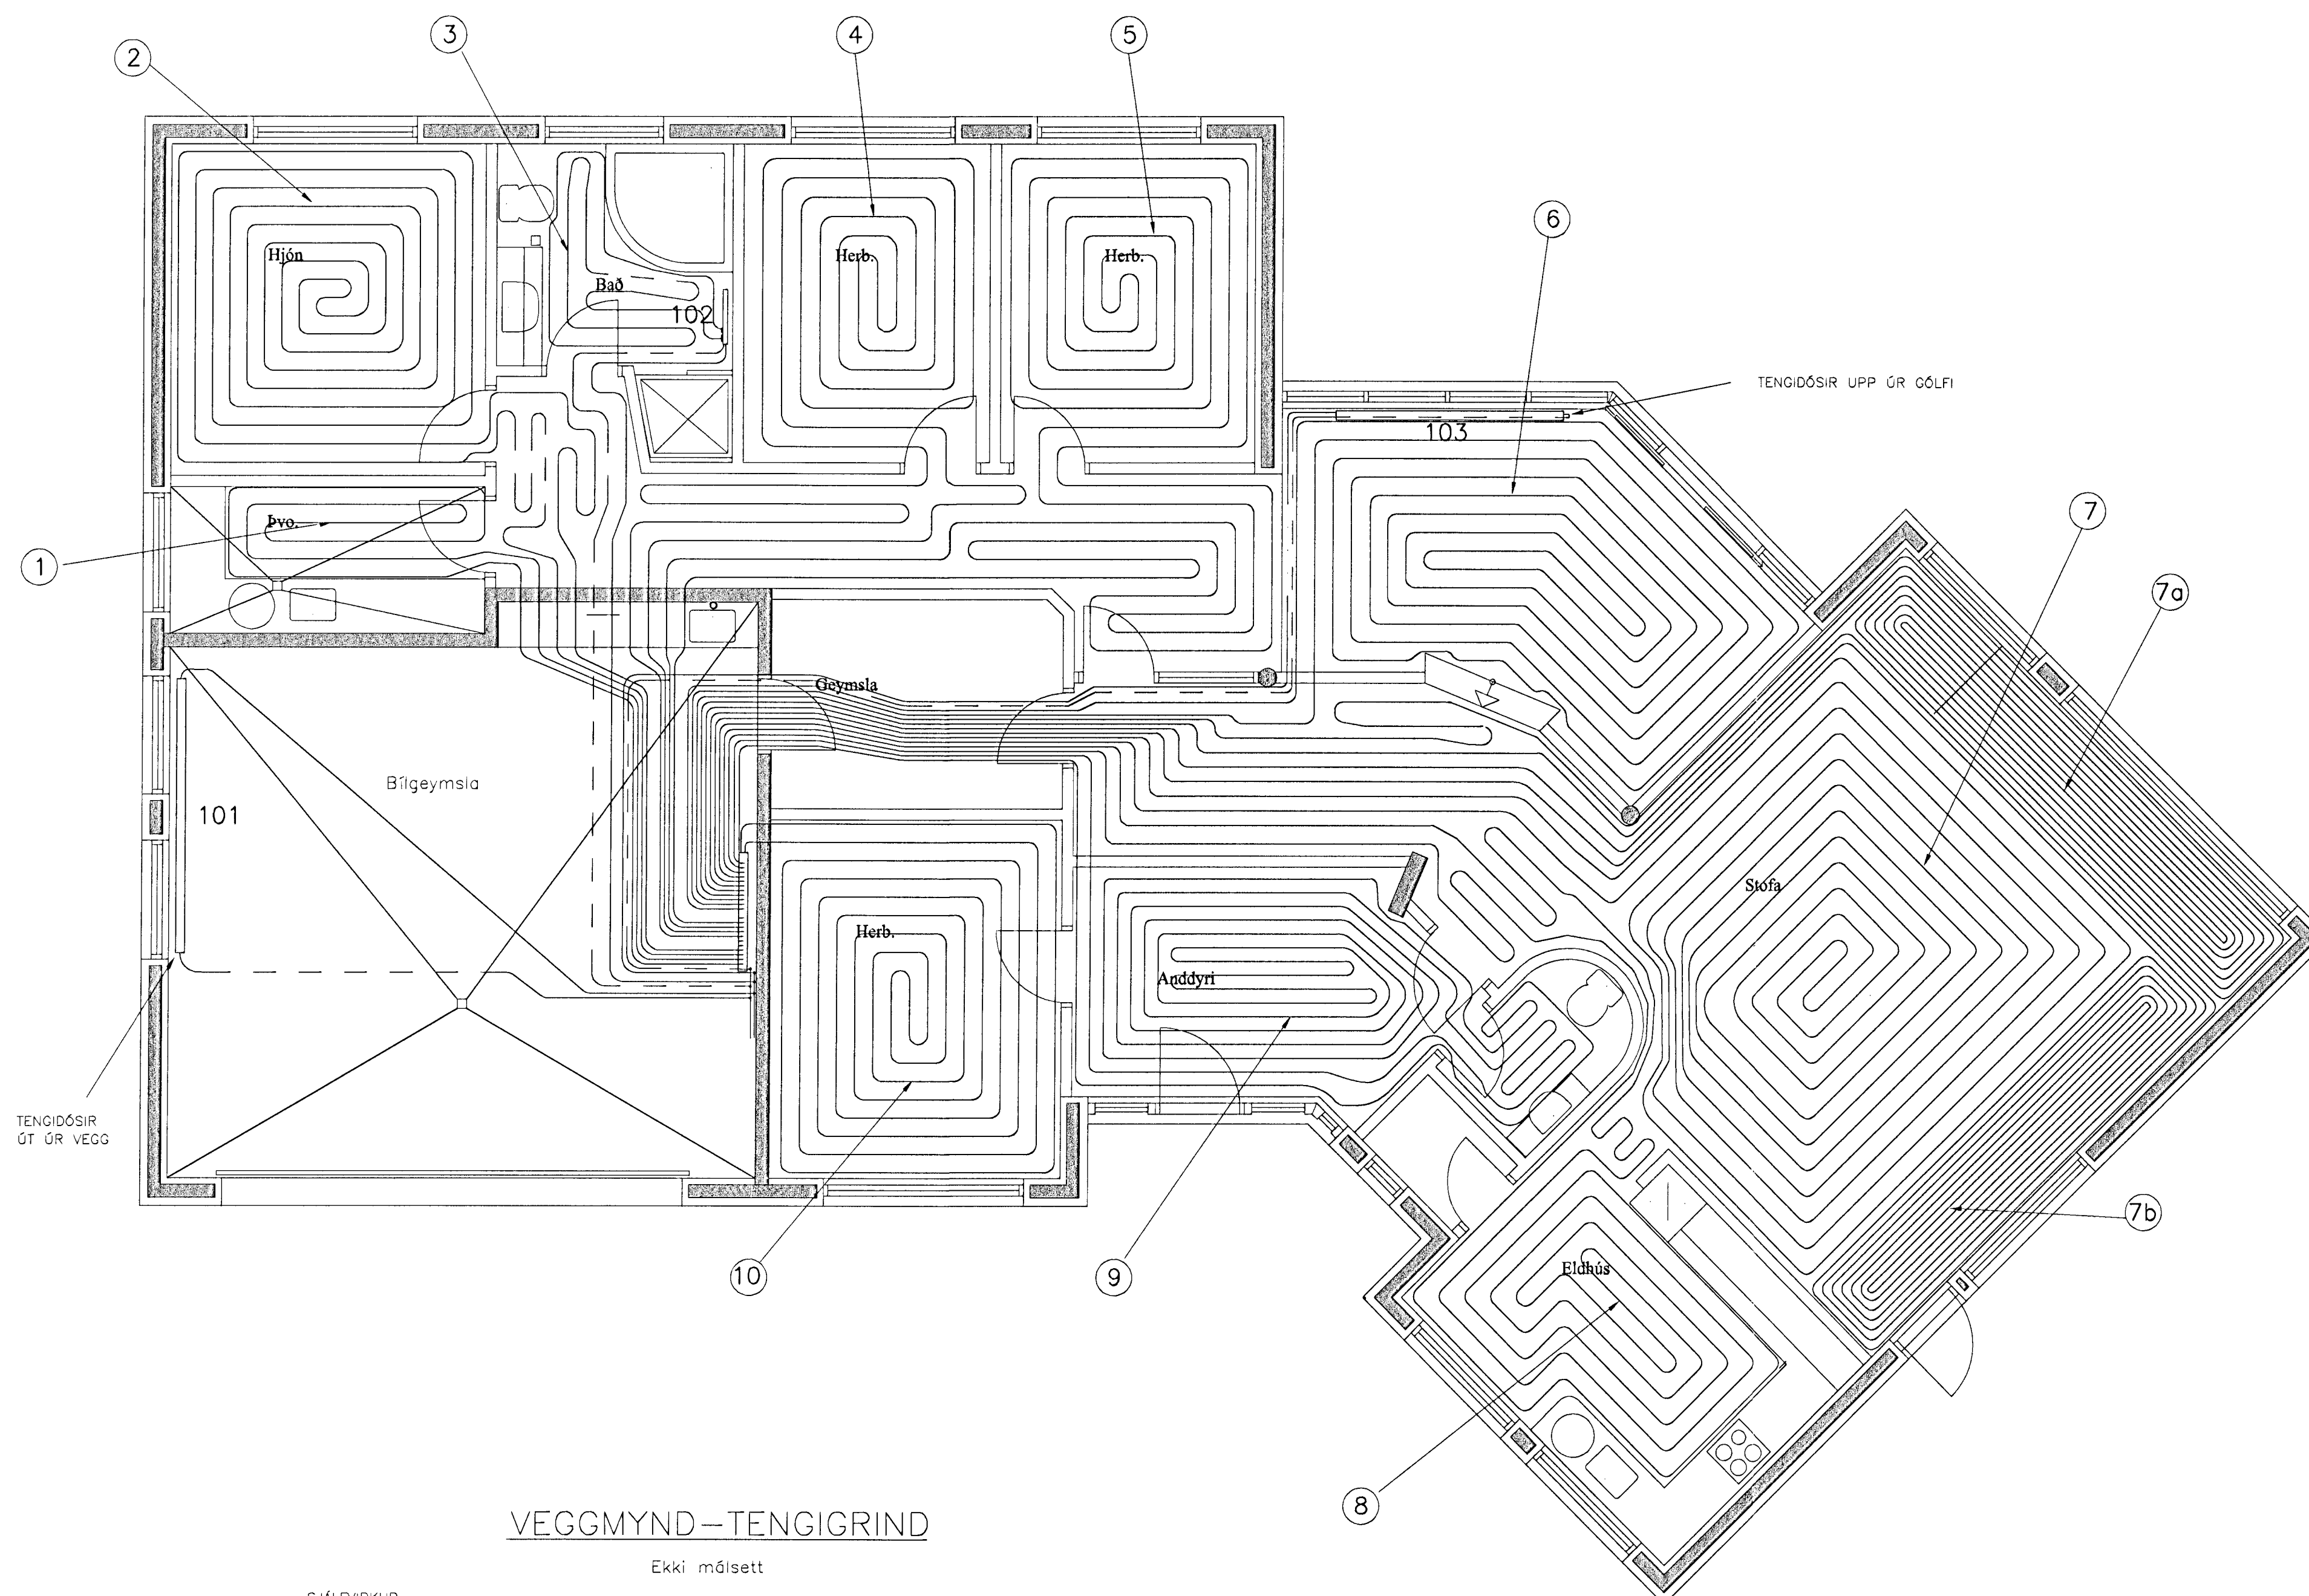 3
4
5
2
6
TENGIDÓSIR UPP ÚR GÓLFI
103
Hjón
Herb.
Herb.
Bað
102
7
Þvo.
1
7a
Geymsla
Bílgeymsla
101
Stofa
Herb.
Anddyri
TENGIDÓSIR
ÚT ÚR VEGG
7b
10
9
Eldhús
8
VEGGMYND–TENGIGRIND
Ekki málsett